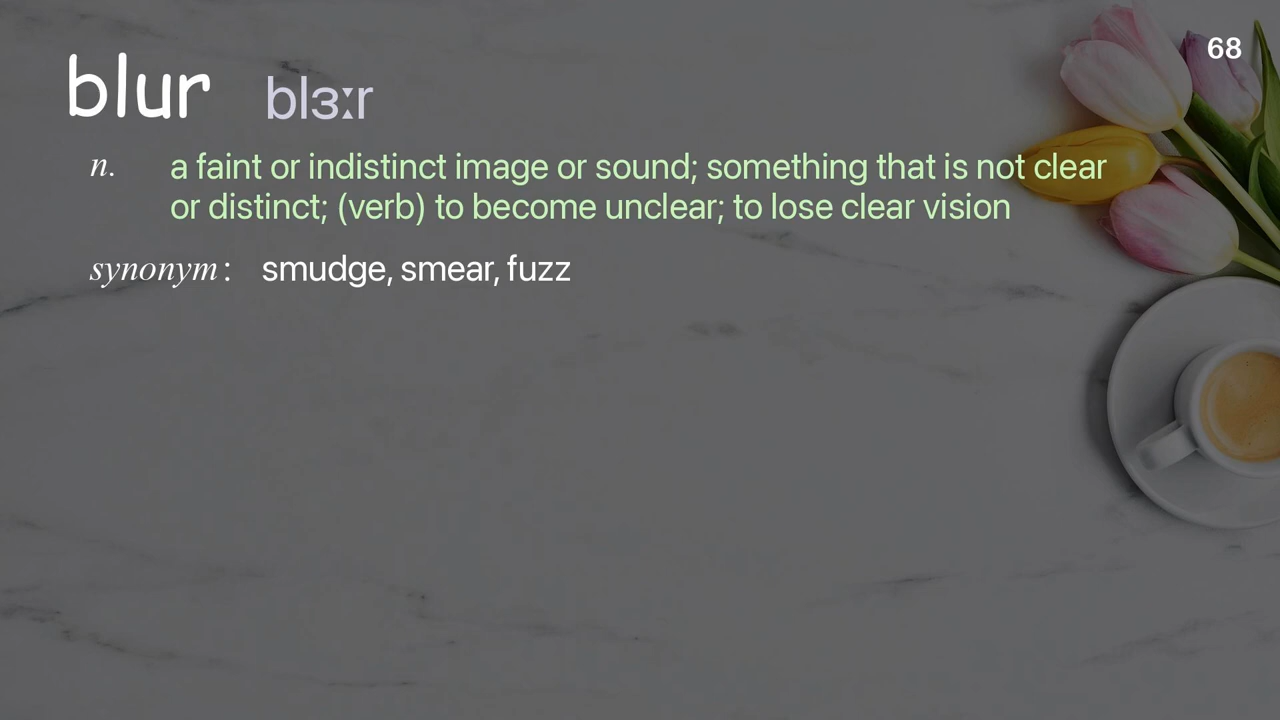 68
blur blɜːr
n. a faint or indistinct image or sound; something that is not clear
or distinct; (verb) to become unclear; to lose clear vision
synonym: smudge, smear, fuzz